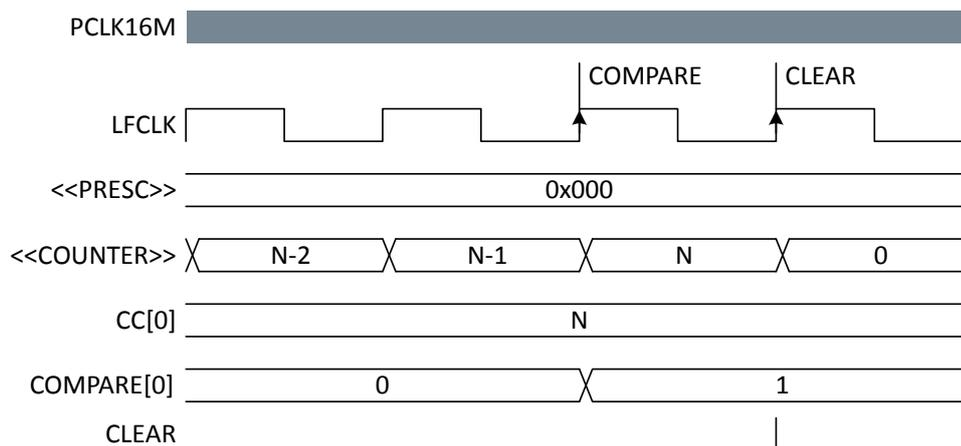 PCLK16M
COMPARE CLEAR
LFCLK
<<PRESC>> 0x000
<<COUNTER>> N-2 N-1 N 0
CC[0] N
COMPARE[0] 0 1
CLEAR